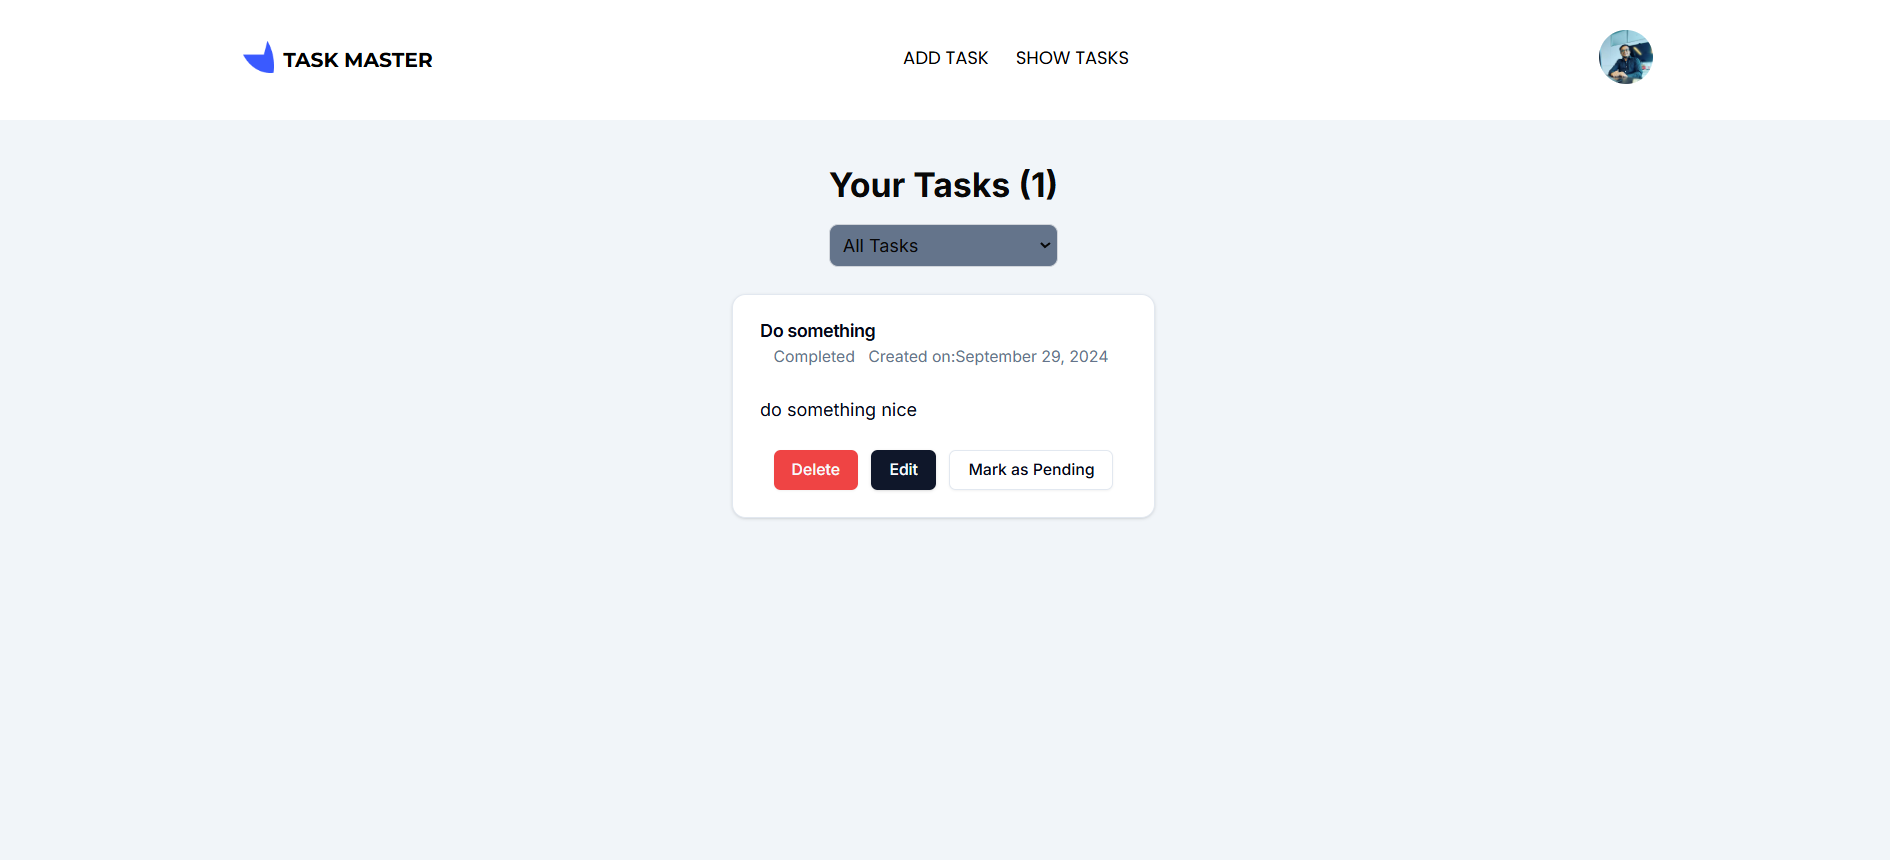 TASK MASTER
ADD TASK SHOW TASKS
Your Tasks (1)
All Tasks
Do something
Completed Created on:September 29, 2024
do something nice
Delete Edit Mark as Pending